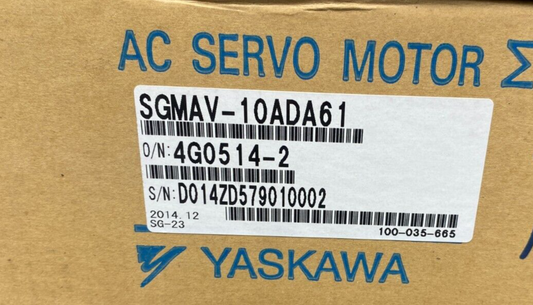 AC SERVO MOTOR Σ
SGMAV-10ADA61
O/N: 4G0514-2
S/N: D014ZD579010002
2014.12
SG-23
100-035-665
YASKAWA